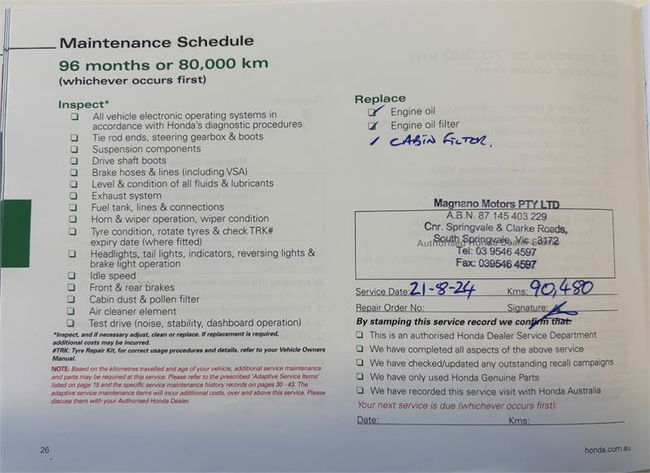 Maintenance Schedule
96 months or 80,000 km
(whichever occurs first)
Inspect*
All vehicle electronic operating systems in
accordance with Honda's diagnostic procedures
Tie rod ends, steering gearbox & boots
Suspension components
Drive shaft boots
Brake hoses & lines (including VSA)
Level & condition of all fluids & lubricants
Exhaust system
Fuel tank, lines & connections
Horn & wiper operation, wiper condition
Tyre condition, rotate tyres & check TRK#
expiry date (where fitted)
Headlights, tail lights, indicators, reversing lights &
brake light operation
Idle speed
Front & rear brakes
Cabin dust & pollen filter
Air cleaner element
Test drive (noise, stability, dashboard operation)
*Inspect, and if necessary adjust, clean or replace. If replacement is required,
additional costs may be incurred.
#TRK: Tyre Repair Kit, for correct usage procedures and details, refer to your Vehicle Owners
Manual.
NOTE: Based on the kilometres travelled and age of your vehicle, additional service maintenance
and parts may be required at this service. Please refer to the prescribed 'Adaptive Service Items'
listed on page 15 and the specific service maintenance history records on pages 30 - 43. The
adaptive service maintenance items will incur additional costs, over and above this service. Please
discuss them with your Authorised Honda Dealer.
26
Replace
Engine oil
Engine oil filter
CABIN FILTOR.
Magnano Motors PTY LTD
A.B.N. 87 145 403 229
Cnr. Springvale & Clarke Roads,
South Springvale, Vic. 3172
Authorised Honda Dealer Stamp
Tel: 03 9546 4597
Fax: 039546 4597
Service Date: 21-8-24 Kms: 90,480
Repair Order No: Signature:
By stamping this service record we confirm that:
This is an authorised Honda Dealer Service Department
We have completed all aspects of the above service
We have checked/updated any outstanding recall campaigns
We have only used Honda Genuine Parts
We have recorded this service visit with Honda Australia
Your next service is due (whichever occurs first):
Date: Kms:
honda.com.au